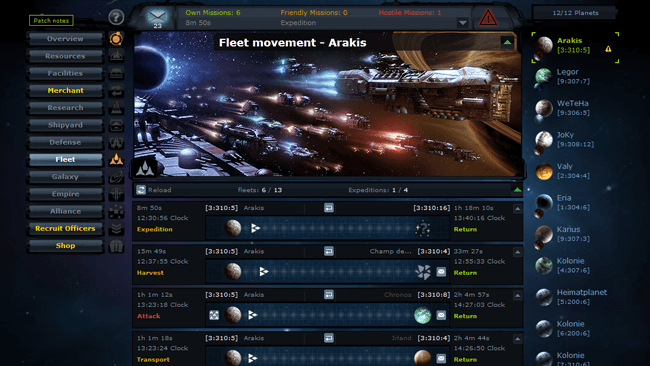 Patch notes
?
23
Own Missions: 6
Friendly Missions: 0
Hostile Missions: 1
8m 50s
Expedition
12/12 Planets
Overview
Resources
Facilities
Merchant
Research
Shipyard
Defense
Fleet
Galaxy
Empire
Alliance
Recruit Officers
Shop
Fleet movement - Arakis
Reload
Fleets: 6 / 13
Expeditions: 1 / 4
8m 50s [3:310:5] Arakis [3:310:16] 1h 18m 10s
12:30:56 Clock 13:40:16 Clock
Expedition Return
15m 49s [3:310:5] Arakis Champ de... [3:310:4] 33m 27s
12:37:55 Clock 12:55:33 Clock
Harvest Return
1h 1m 12s [3:310:5] Arakis Chronos [3:310:8] 2h 4m 57s
13:23:18 Clock 14:27:03 Clock
Attack Return
1h 1m 18s [3:310:5] Arakis Irland [3:310:4] 2h 4m 44s
13:23:24 Clock 14:26:50 Clock
Transport Return
Arakis
[3:310:5]
Legor
[9:307:7]
WeTeHa
[9:306:5]
JoKy
[9:308:12]
Valy
[2:304:4]
Eria
[1:304:6]
Karius
[9:307:3]
Kolonie
[4:307:6]
Heimatplanet
[5:200:6]
Kolonie
[6:200:6]
Kolonie